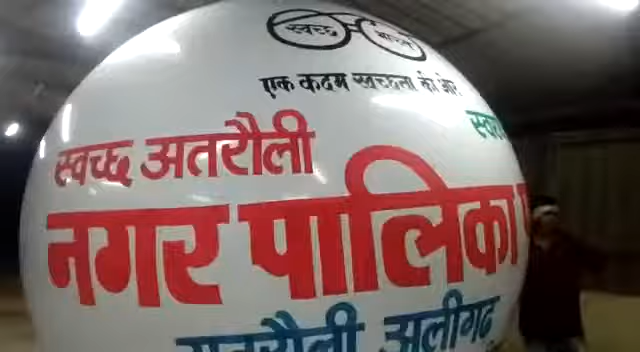 स्वच्छ भारत
एक कदम स्वच्छता की ओर
स्वच्छ अतरौली
नगर पालिका
अतरौली अलीगढ़